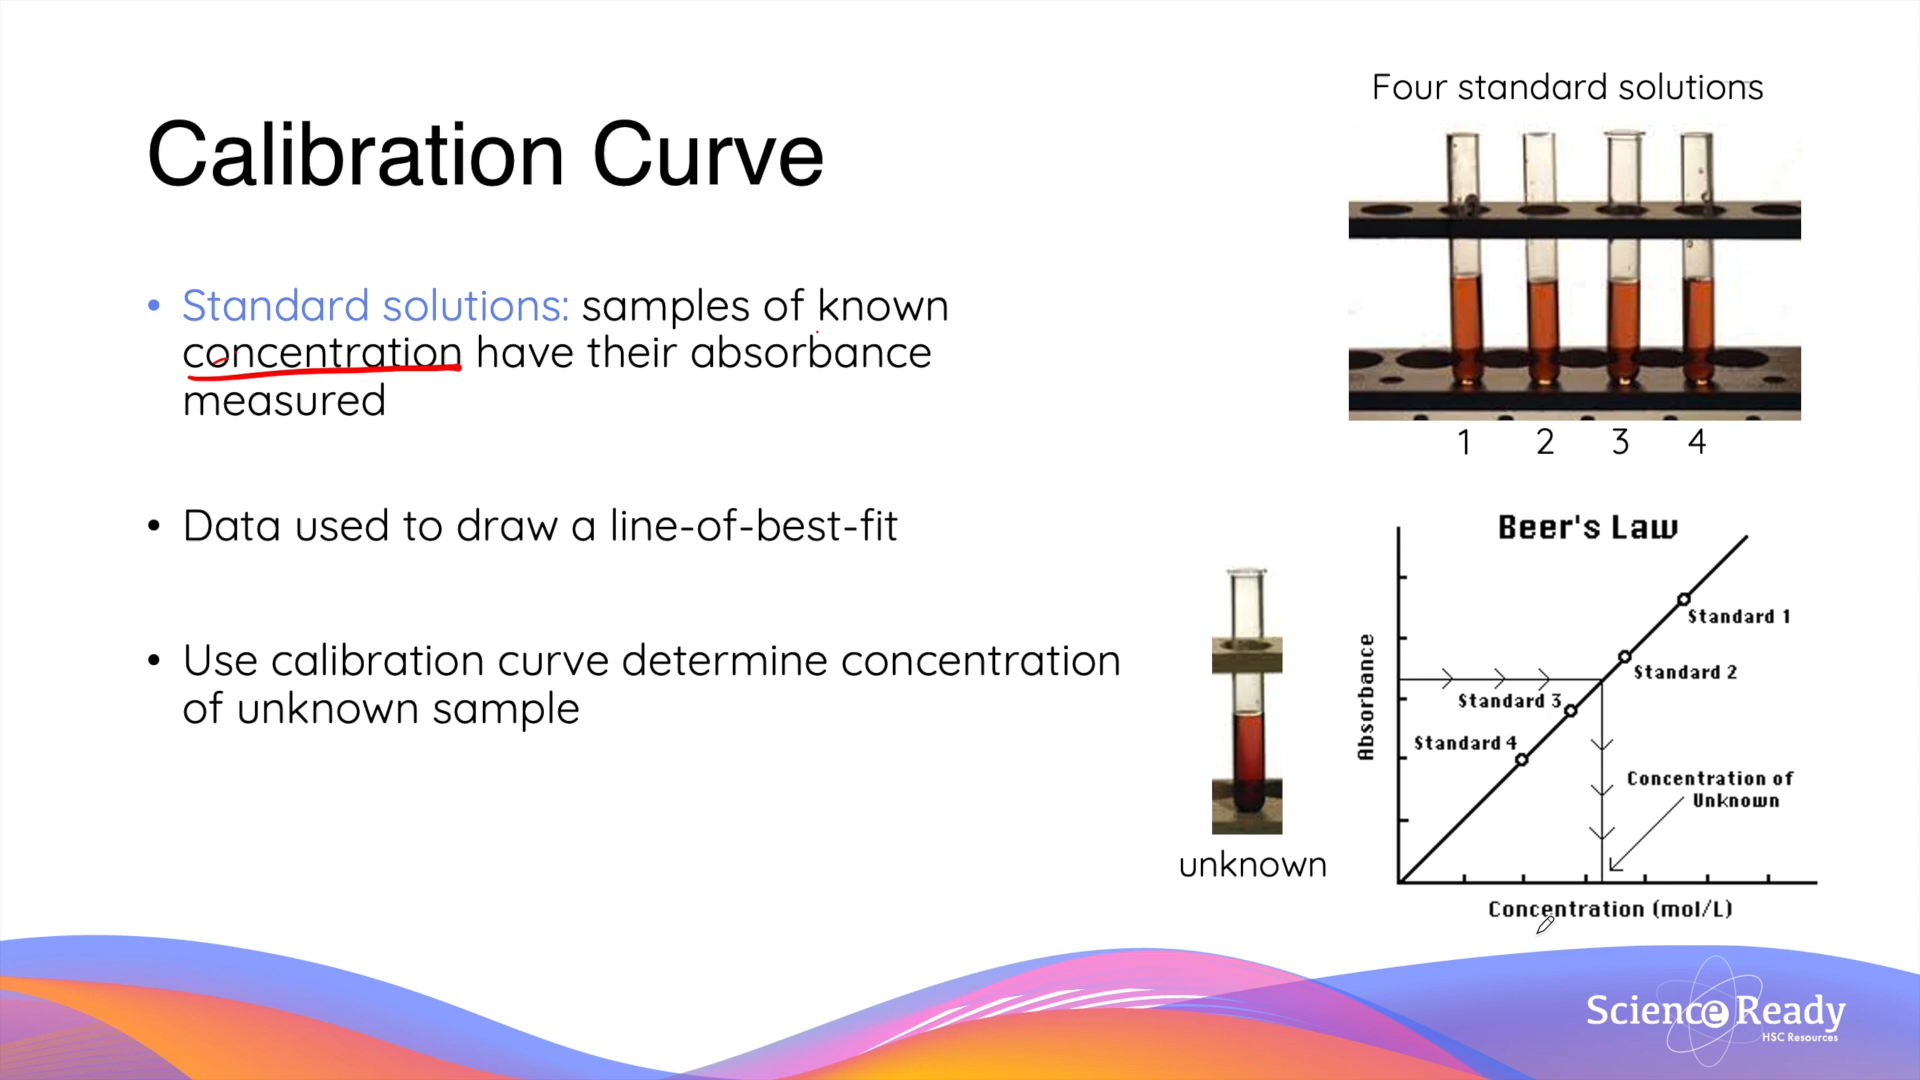 Calibration Curve
• Standard solutions: samples of known
concentration have their absorbance
measured
• Data used to draw a line-of-best-fit
• Use calibration curve determine concentration
of unknown sample
Four standard solutions
1 2 3 4
unknown
Beer's Law
Standard 1
Standard 2
Standard 3
Standard 4
Absorbance
Concentration of
Unknown
Concentration (mol/L)
Science Ready
HSC Resources